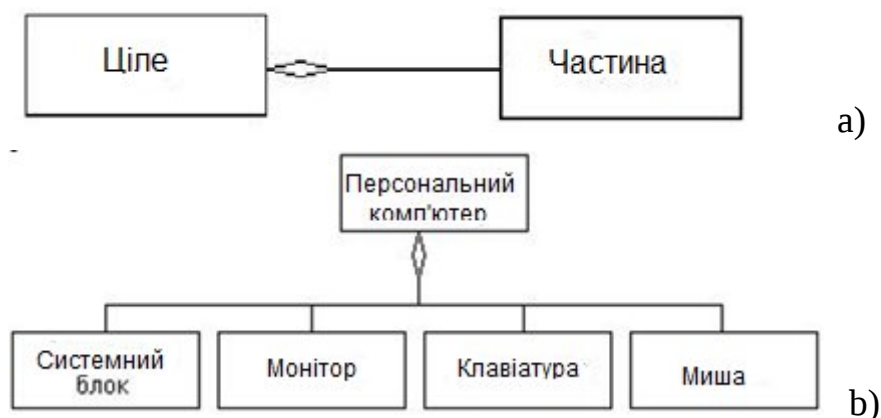 Ціле
Частина
a)
Персональний
комп'ютер
Системний
блок
Монітор
Клавіатура
Миша
b)